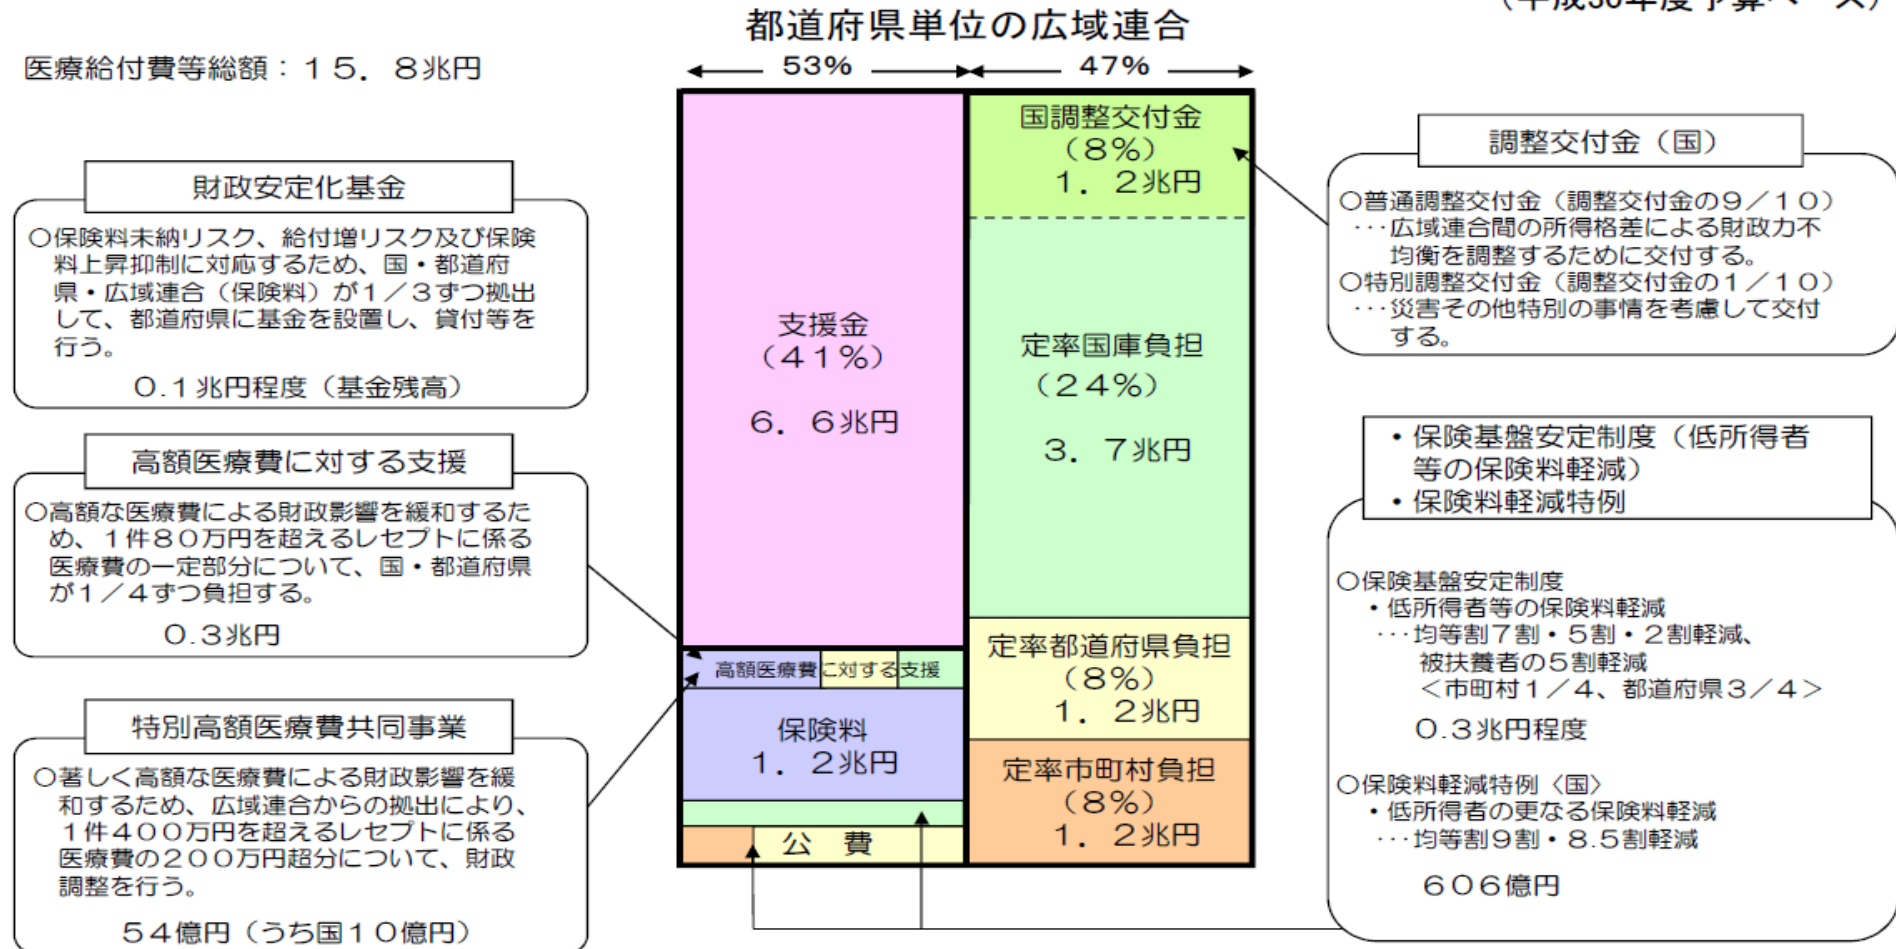 都道府県単位の広域連合
医療給付費等総額：１５．８兆円
53%
47%
財政安定化基金
○保険料未納リスク、給付増リスク及び保険
料上昇抑制に対応するため、国・都道府
県・広域連合（保険料）が１／３ずつ拠出
して、都道府県に基金を設置し、貸付等を
行う。
０.１兆円程度（基金残高）
高額医療費に対する支援
○高額な医療費による財政影響を緩和するた
め、１件８０万円を超えるレセプトに係る
医療費の一定部分について、国・都道府県
が１／４ずつ負担する。
０.３兆円
特別高額医療費共同事業
○著しく高額な医療費による財政影響を緩
和するため、広域連合からの拠出により、
１件４００万円を超えるレセプトに係る
医療費の２００万円超分について、財政
調整を行う。
５４億円（うち国１０億円）
支援金
（４１％）
６．６兆円
高額医療費に対する支援
保険料
１．２兆円
公　費
国調整交付金
（8％）
１．２兆円
定率国庫負担
（２４％）
３．７兆円
定率都道府県負担
（8％）
１．２兆円
定率市町村負担
（8％）
１．２兆円
調整交付金（国）
○普通調整交付金（調整交付金の９／１０）
・・・広域連合間の所得格差による財政力不
均衡を調整するために交付する。
○特別調整交付金（調整交付金の１／１０）
・・・災害その他特別の事情を考慮して交付
する。
・保険基盤安定制度（低所得者
等の保険料軽減）
・保険料軽減特例
○保険基盤安定制度
・低所得者等の保険料軽減
・・・均等割７割・５割・２割軽減、
被扶養者の５割軽減
＜市町村１／４、都道府県３／４＞
０.３兆円程度
○保険料軽減特例〈国〉
・低所得者の更なる保険料軽減
・・・均等割９割・８.５割軽減
６０６億円